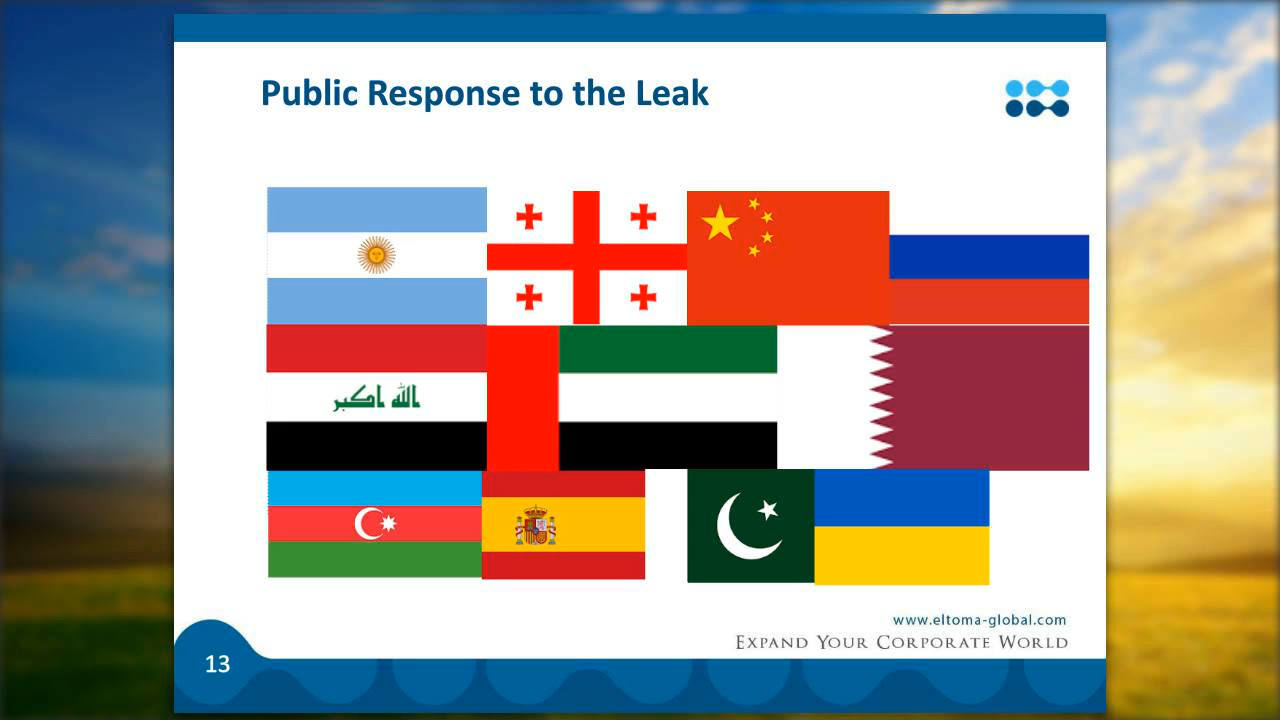 Public Response to the Leak
الله اكبر
www.eltoma-global.com
EXPAND YOUR CORPORATE WORLD
13